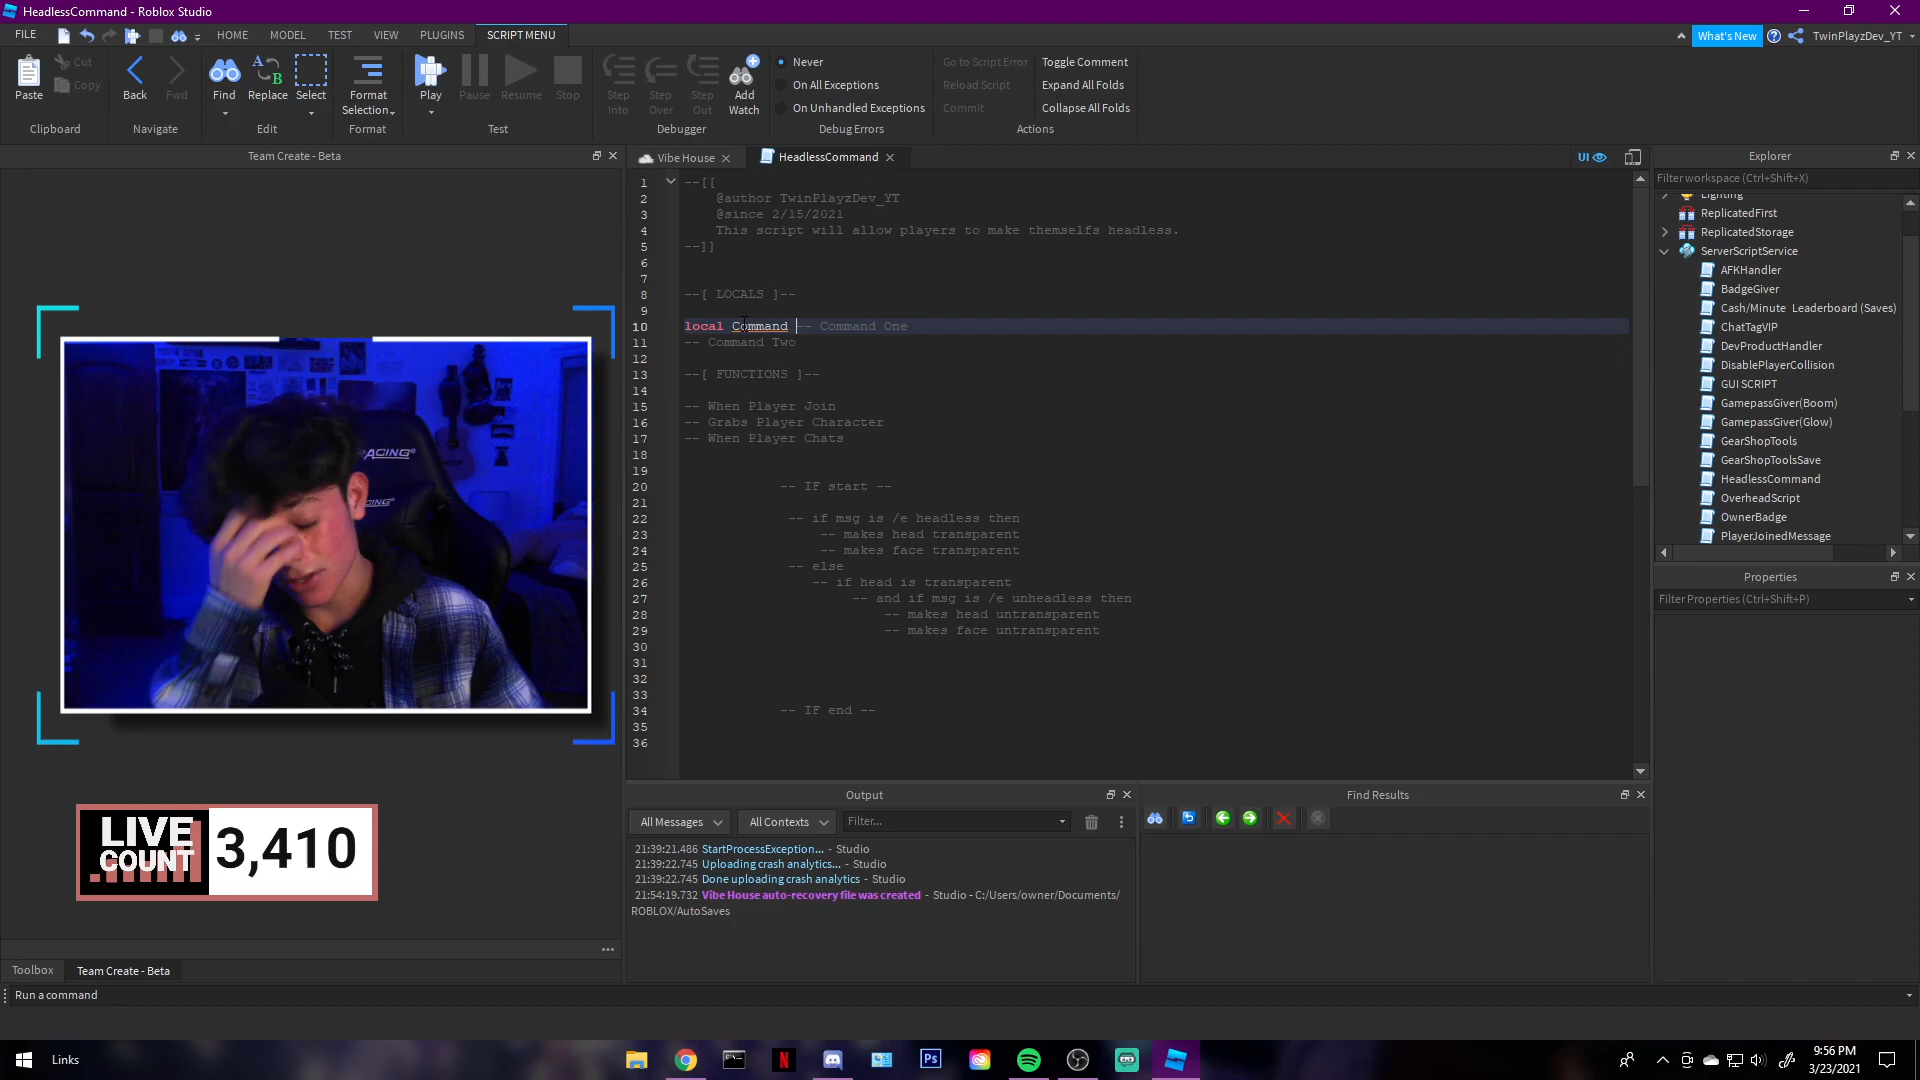 HeadlessCommand - Roblox Studio
FILE
HOME
MODEL
TEST
VIEW
PLUGINS
SCRIPT MENU
What's New
TwinPlayzDev_YT
Paste
Cut
Copy
Clipboard
Back
Fwd
Navigate
Find
Replace
Select
Edit
Format
Selection
Format
Play
Pause
Resume
Stop
Test
Step
Into
Step
Over
Step
Out
Add
Watch
Debugger
Never
On All Exceptions
On Unhandled Exceptions
Debug Errors
Go to Script Error
Reload Script
Commit
Toggle Comment
Expand All Folds
Collapse All Folds
Actions
Team Create - Beta
ACING
ACING
LIVE
COUNT
3,410
Toolbox
Team Create - Beta
Vibe House
HeadlessCommand
UI
1 --[[
2 @author TwinPlayzDev_YT
3 @since 2/15/2021
4 This script will allow players to make themselfs headless.
5 --]]
6
7
8 --[ LOCALS ]--
9
10 local Command -- Command One
11 -- Command Two
12
13 --[ FUNCTIONS ]--
14
15 -- When Player Join
16 -- Grabs Player Character
17 -- When Player Chats
18
19
20 -- IF start --
21
22 -- if msg is /e headless then
23 -- makes head transparent
24 -- makes face transparent
25 -- else
26 -- if head is transparent
27 -- and if msg is /e unheadless then
28 -- makes head untransparent
29 -- makes face untransparent
30
31
32
33
34 -- IF end --
35
36
Output
All Messages
All Contexts
Filter...
21:39:21.486 StartProcessException... - Studio
21:39:22.745 Uploading crash analytics... - Studio
21:39:22.745 Done uploading crash analytics - Studio
21:54:19.732 Vibe House auto-recovery file was created - Studio - C:/Users/owner/Documents/
ROBLOX/AutoSaves
Find Results
Explorer
Filter workspace (Ctrl+Shift+X)
Lighting
ReplicatedFirst
ReplicatedStorage
ServerScriptService
AFKHandler
BadgeGiver
Cash/Minute Leaderboard (Saves)
ChatTagVIP
DevProductHandler
DisablePlayerCollision
GUI SCRIPT
GamepassGiver(Boom)
GamepassGiver(Glow)
GearShopTools
GearShopToolsSave
HeadlessCommand
OverheadScript
OwnerBadge
PlayerJoinedMessage
Properties
Filter Properties (Ctrl+Shift+P)
Run a command
Links
Ps
9:56 PM
3/23/2021